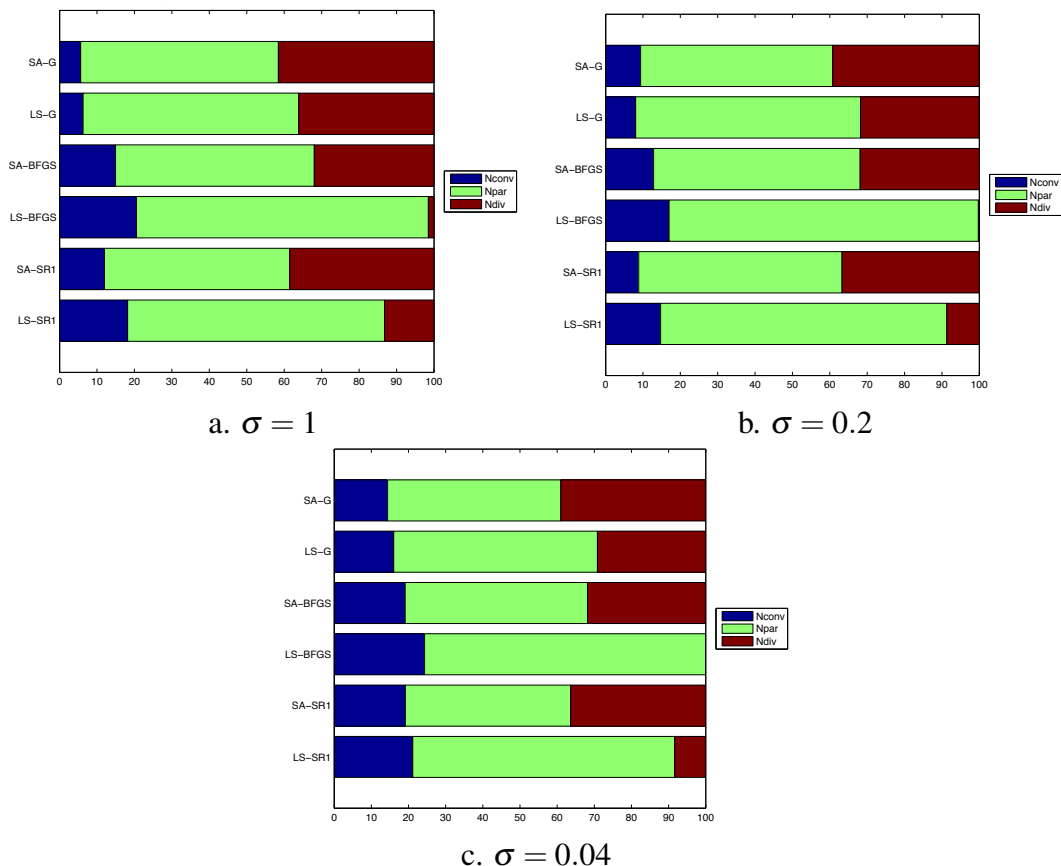 SA-G
LS-G
SA-BFGS
LS-BFGS
SA-SR1
LS-SR1
0 10 20 30 40 50 60 70 80 90 100
Nconv
Npar
Ndiv
a. σ = 1
SA-G
LS-G
SA-BFGS
LS-BFGS
SA-SR1
LS-SR1
0 10 20 30 40 50 60 70 80 90 100
Nconv
Npar
Ndiv
b. σ = 0.2
SA-G
LS-G
SA-BFGS
LS-BFGS
SA-SR1
LS-SR1
0 10 20 30 40 50 60 70 80 90 100
Nconv
Npar
Ndiv
c. σ = 0.04